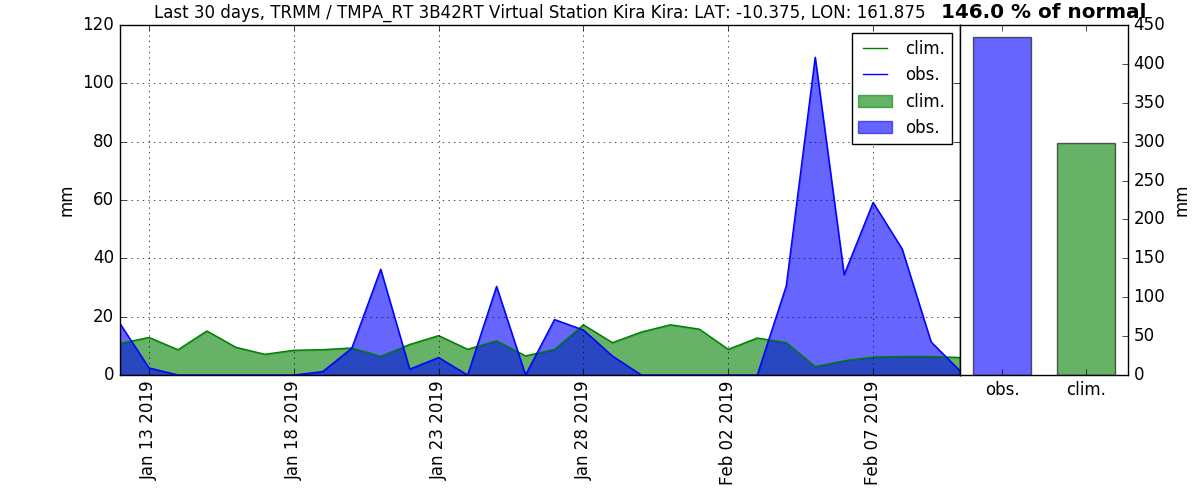 Last 30 days, TRMM / TMPA_RT 3B42RT Virtual Station Kira Kira: LAT: -10.375, LON: 161.875 146.0 % of normal
120
100
80
60
40
20
0
mm
clim.
obs.
clim.
obs.
450
400
350
300
250
200
150
100
50
0
mm
Jan 13 2019
Jan 18 2019
Jan 23 2019
Jan 28 2019
Feb 02 2019
Feb 07 2019
obs.
clim.